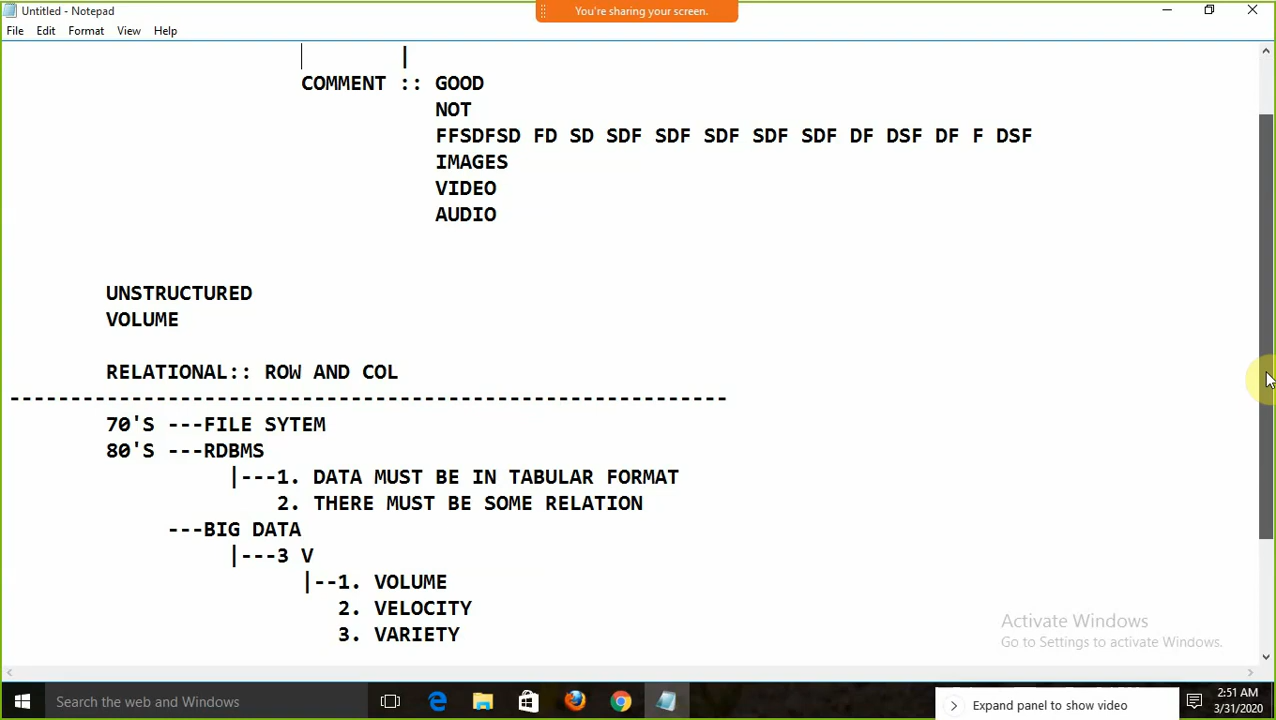 Untitled - Notepad
You're sharing your screen.
File Edit Format View Help
| |
COMMENT :: GOOD
NOT
FFSDFSD FD SD SDF SDF SDF SDF SDF DF DSF DF F DSF
IMAGES
VIDEO
AUDIO
UNSTRUCTURED
VOLUME
RELATIONAL:: ROW AND COL
-----------------------------------------------------------
70'S ---FILE SYTEM
80'S ---RDBMS
|---1. DATA MUST BE IN TABULAR FORMAT
2. THERE MUST BE SOME RELATION
---BIG DATA
|---3 V
|--1. VOLUME
2. VELOCITY
3. VARIETY
Activate Windows
Go to Settings to activate Windows.
Search the web and Windows
Expand panel to show video
2:51 AM
3/31/2020